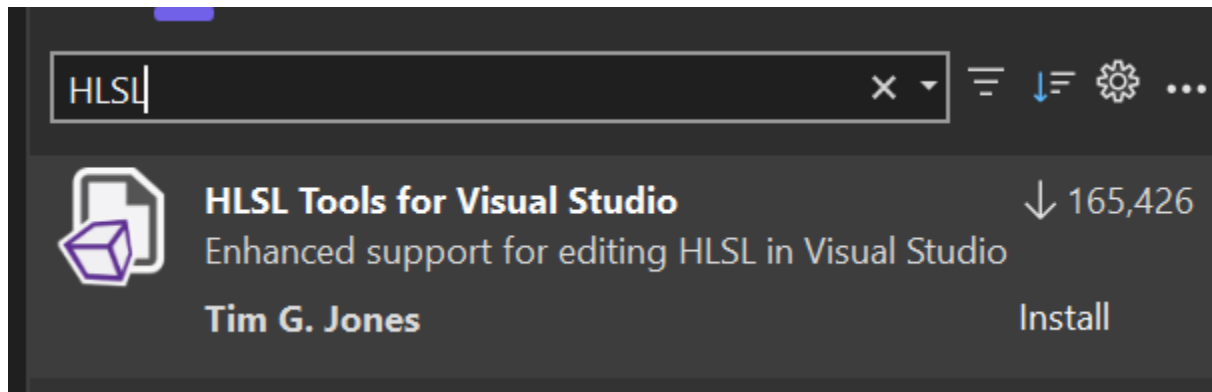 HLSL
HLSL Tools for Visual Studio 165,426
Enhanced support for editing HLSL in Visual Studio
Tim G. Jones Install